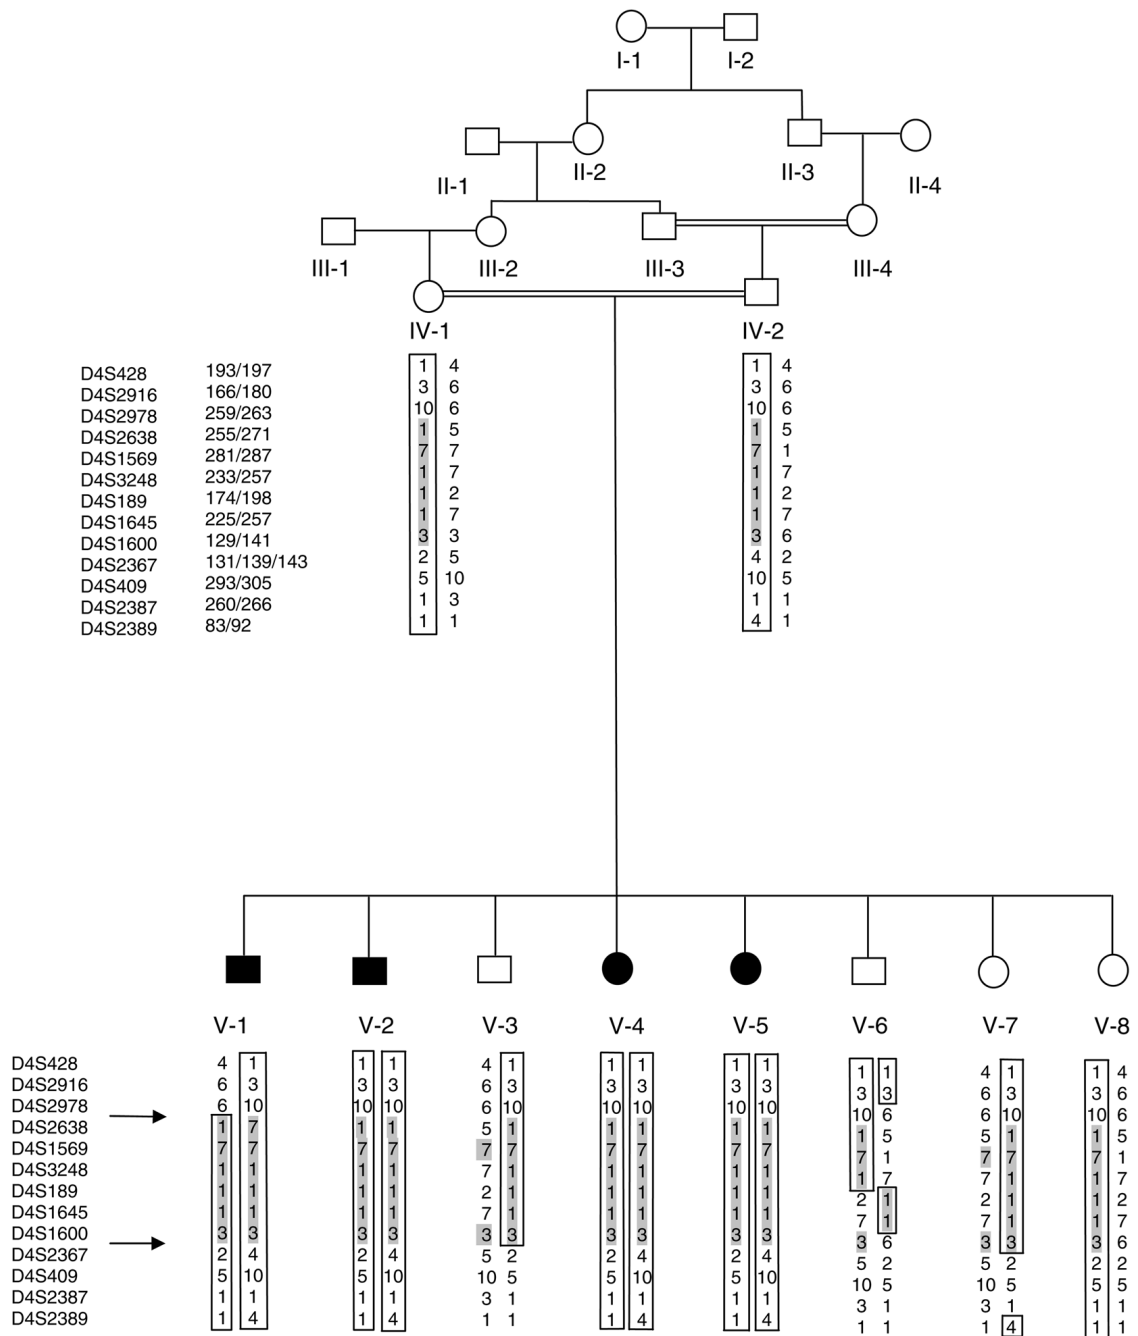 I-1 I-2
II-1 II-2 II-3 II-4
III-1 III-2 III-3 III-4
IV-1 IV-2
D4S428 193/197 1 4 1 4
D4S2916 166/180 3 6 3 6
D4S2978 259/263 10 6 10 6
D4S2638 255/271 1 5 1 5
D4S1569 281/287 7 7 7 1
D4S3248 233/257 1 7 1 7
D4S189 174/198 1 2 1 2
D4S1645 225/257 1 7 1 7
D4S1600 129/141 3 3 3 6
D4S2367 131/139/143 2 5 4 2
D4S409 293/305 5 10 10 5
D4S2387 260/266 1 3 1 1
D4S2389 83/92 1 1 4 1
V-1 V-2 V-3 V-4 V-5 V-6 V-7 V-8
D4S428 4 1 1 1 4 1 1 1 1 1 1 1 4 1 1 4
D4S2916 6 3 3 3 6 3 3 3 3 3 3 3 6 3 3 6
D4S2978 6 10 10 10 6 10 10 10 10 10 10 6 6 10 10 6
D4S2638 1 7 1 1 5 1 1 1 1 1 1 5 5 1 1 5
D4S1569 7 7 7 7 7 7 7 7 7 7 7 1 7 7 7 1
D4S3248 1 1 1 1 7 1 1 1 1 1 1 7 7 1 1 7
D4S189 1 1 1 1 2 1 1 1 1 1 2 1 2 1 1 2
D4S1645 1 1 1 1 7 1 1 1 1 1 7 1 7 1 1 7
D4S1600 3 3 3 3 3 3 3 3 3 3 3 6 3 3 3 6
D4S2367 2 4 2 4 5 2 2 4 2 4 5 2 5 2 2 2
D4S409 5 10 5 10 10 5 5 10 5 10 10 5 10 5 5 5
D4S2387 1 1 1 1 3 1 1 1 1 1 3 1 3 1 1 1
D4S2389 1 4 1 4 1 1 1 4 1 4 1 1 1 4 1 1